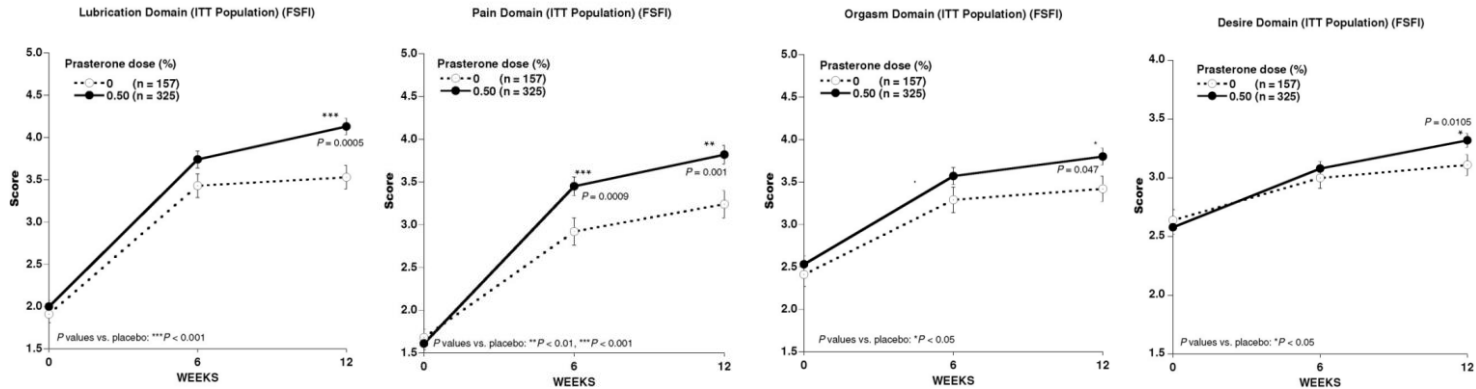 Lubrication Domain (ITT Population) (FSFI)
5.0
4.5
4.0
3.5
3.0
2.5
2.0
1.5
Score
Prasterone dose (%)
0 (n = 157)
0.50 (n = 325)
***
P = 0.0005
P values vs. placebo: ***P < 0.001
0
6
12
WEEKS
Pain Domain (ITT Population) (FSFI)
5.0
4.5
4.0
3.5
3.0
2.5
2.0
1.5
Score
Prasterone dose (%)
0 (n = 157)
0.50 (n = 325)
***
P = 0.0009
**
P = 0.001
P values vs. placebo: **P < 0.01, ***P < 0.001
0
6
12
WEEKS
Orgasm Domain (ITT Population) (FSFI)
5.0
4.5
4.0
3.5
3.0
2.5
2.0
1.5
Score
Prasterone dose (%)
0 (n = 157)
0.50 (n = 325)
*
P = 0.047
P values vs. placebo: *P < 0.05
0
6
12
WEEKS
Desire Domain (ITT Population) (FSFI)
4.0
3.5
3.0
2.5
2.0
1.5
Score
Prasterone dose (%)
0 (n = 157)
0.50 (n = 325)
P = 0.0105
*
P values vs. placebo: *P < 0.05
0
6
12
WEEKS